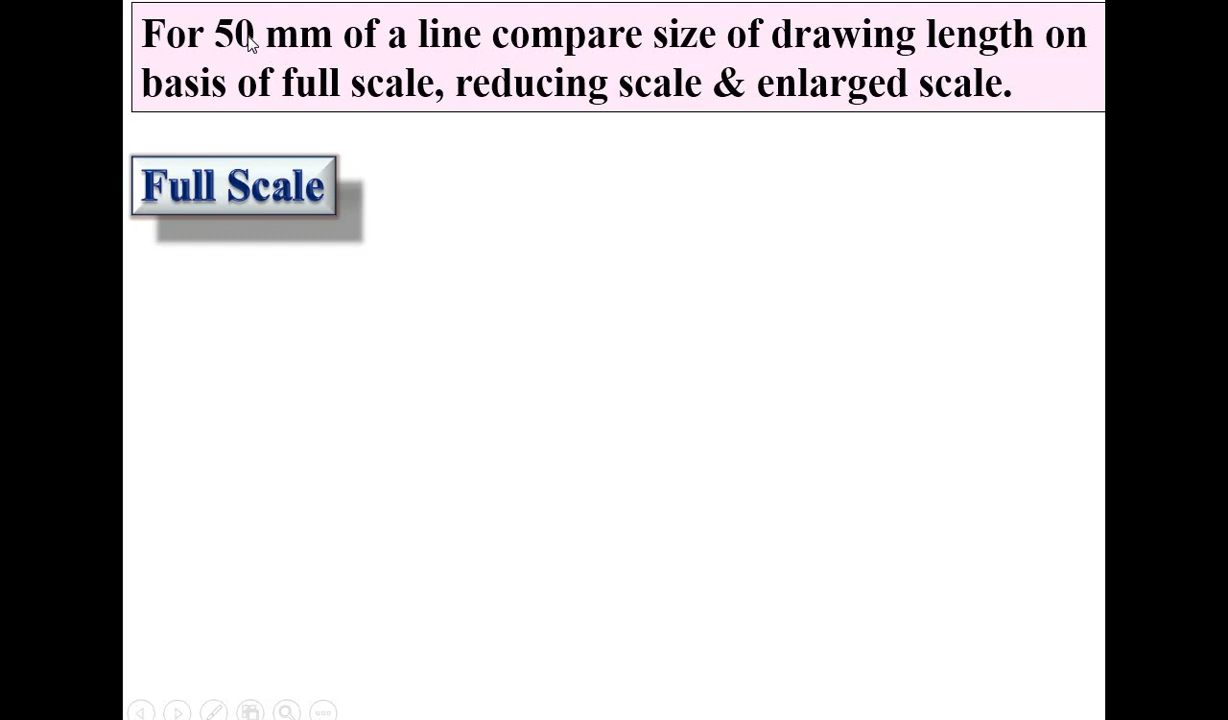 For 50 mm of a line compare size of drawing length on
basis of full scale, reducing scale & enlarged scale.
Full Scale